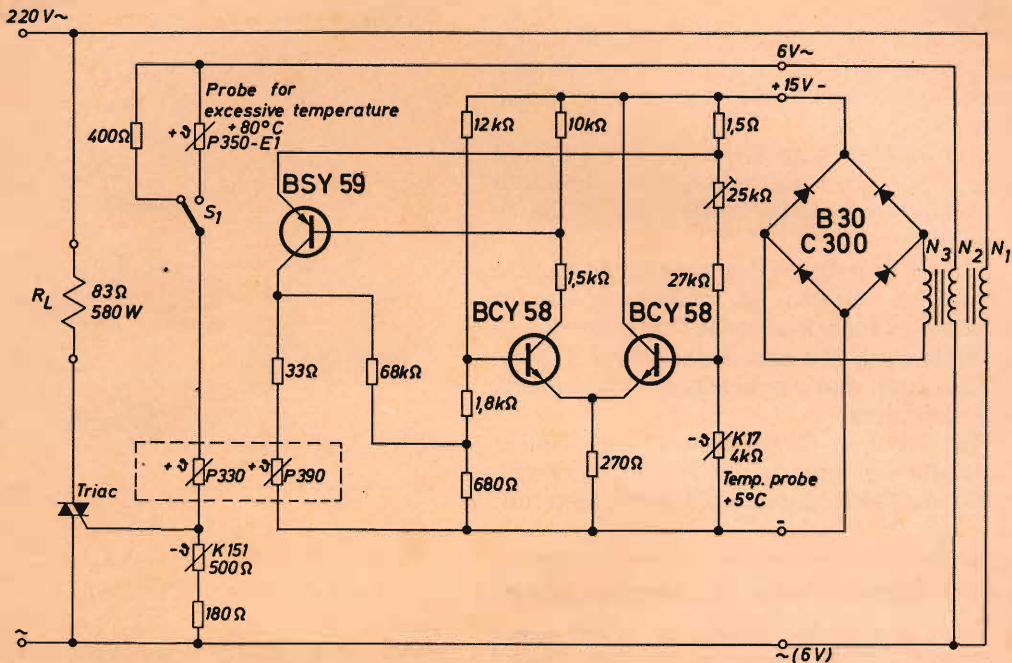 220 V~
6V~
+15V-
Probe for
excessive temperature
+ϑ +80°C
P350-E1
400Ω
12kΩ
10kΩ
1,5Ω
BSY 59
S1
25kΩ
B30
C 300
N3 N2 N1
RL
83Ω
580 W
1,5kΩ
27kΩ
BCY 58
BCY 58
33Ω
68kΩ
1,8kΩ
-ϑ K17
4kΩ
+ϑ P330
+ϑ P390
680Ω
270Ω
Temp. probe
+5°C
Triac
-
-ϑ K151
500Ω
180Ω
~
~(6V)